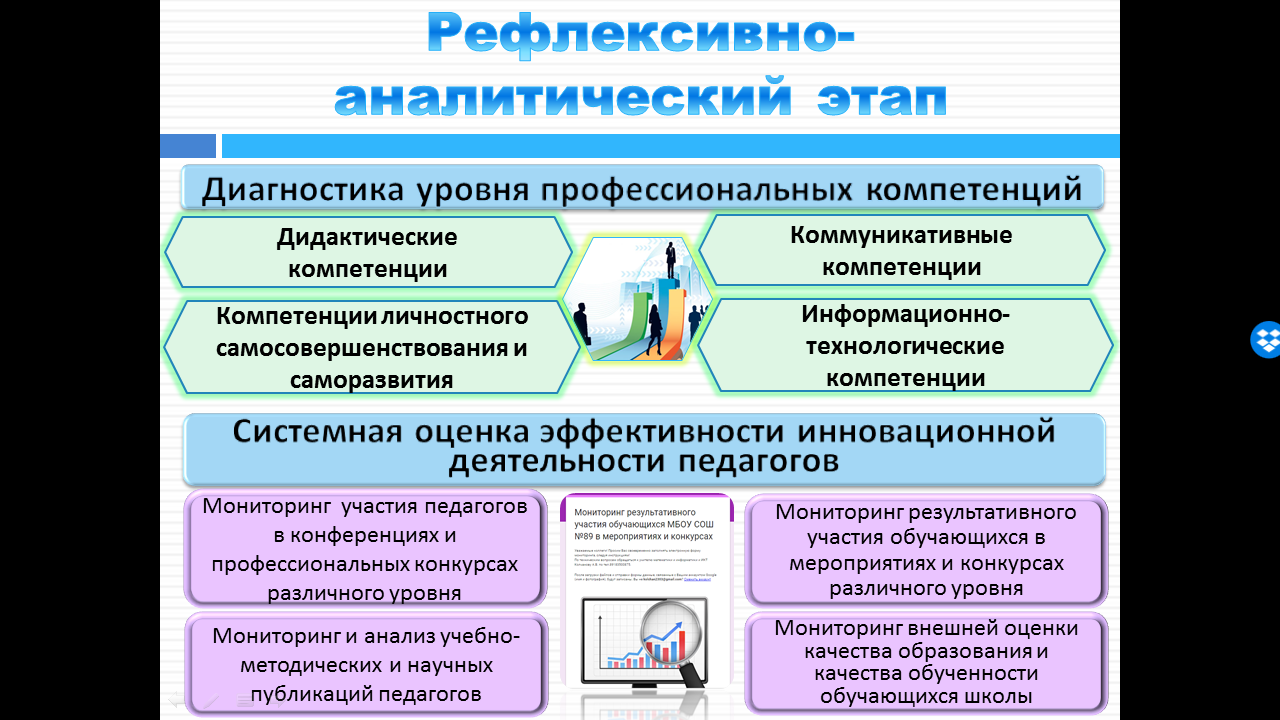 Рефлексивно-
аналитический этап
Диагностика уровня профессиональных компетенций
Дидактические
компетенции
Коммуникативные
компетенции
Компетенции личностного
самосовершенствования и
саморазвития
Информационно-
технологические
компетенции
Системная оценка эффективности инновационной
деятельности педагогов
Мониторинг участия педагогов
в конференциях и
профессиональных конкурсах
различного уровня
Мониторинг результативного
участия обучающихся МБОУ СОШ
№89 в мероприятиях и конкурсах
Мониторинг результативного
участия обучающихся в
мероприятиях и конкурсах
различного уровня
Мониторинг и анализ учебно-
методических и научных
публикаций педагогов
Мониторинг внешней оценки
качества образования и
качества обученности
обучающихся школы